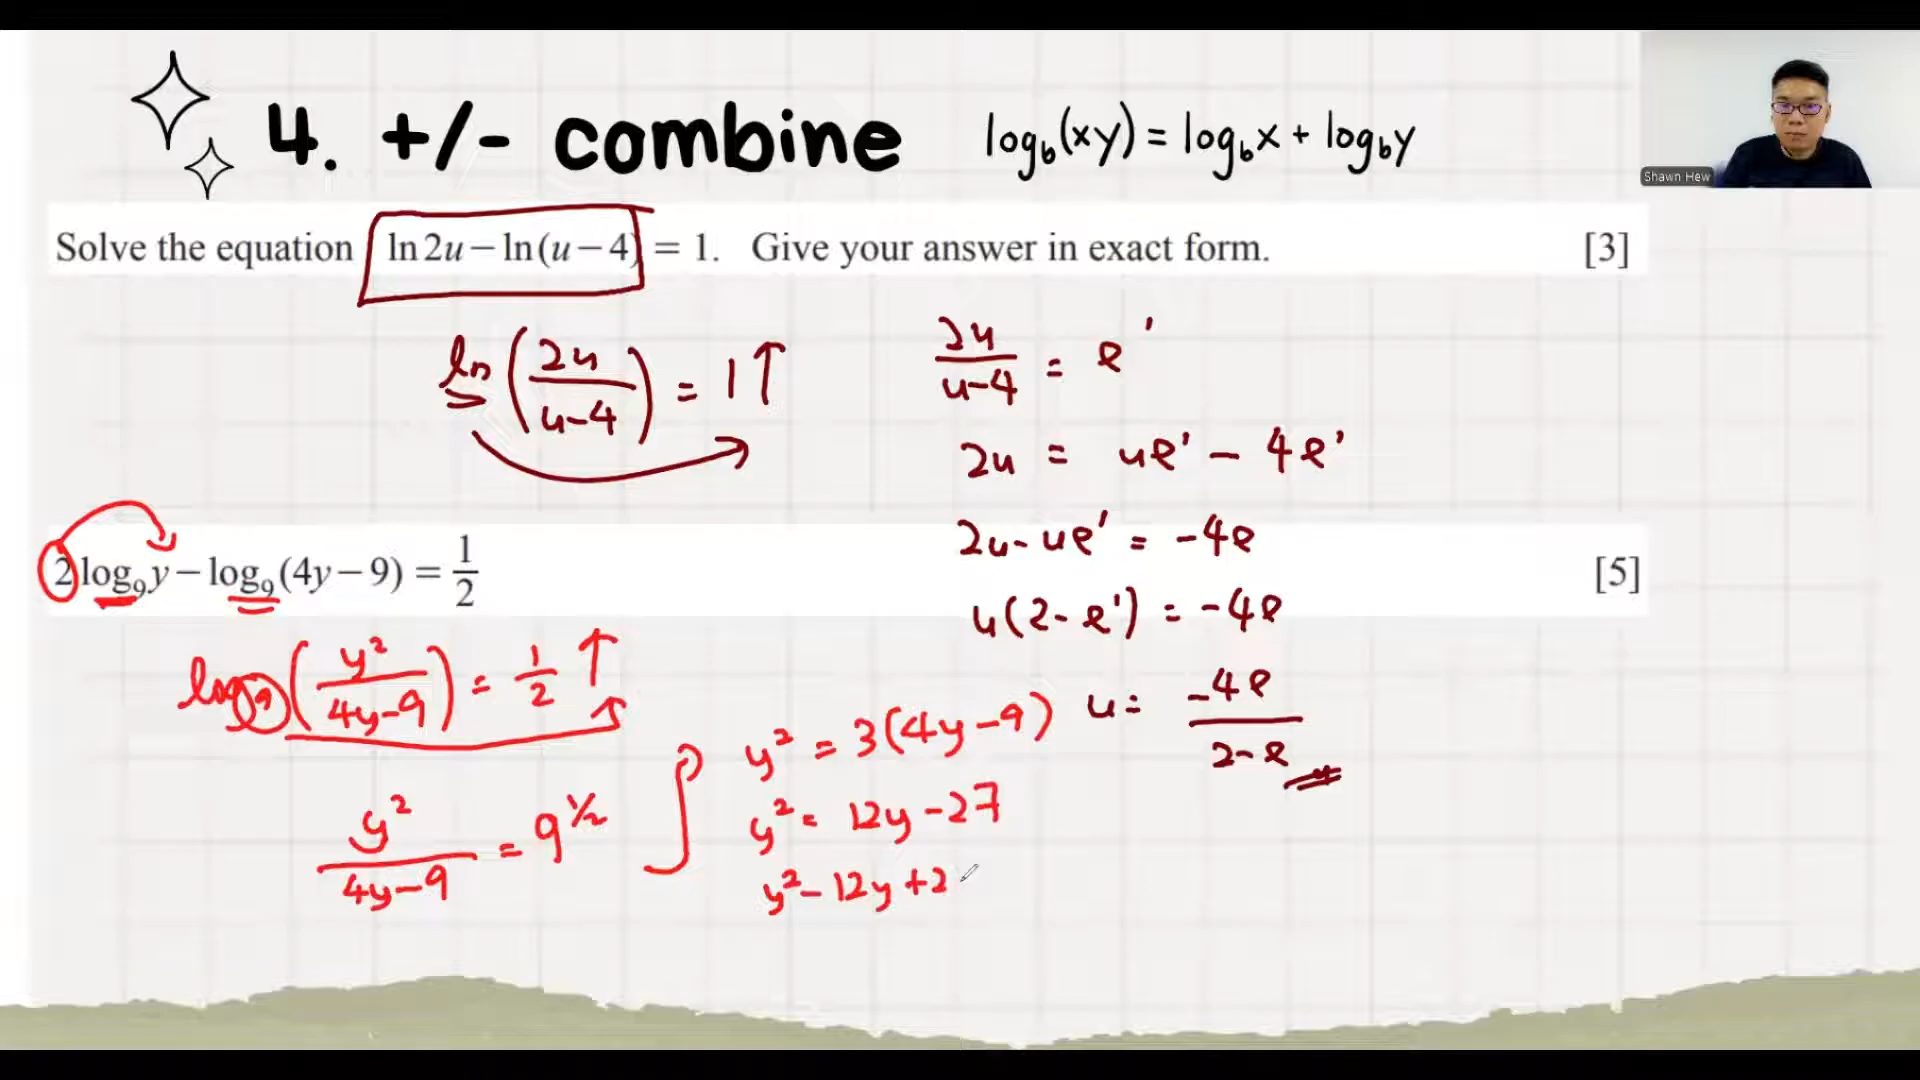 4. +/- combine
log_b(xy) = log_b x + log_b y
Shawn Hew
Solve the equation ln 2u − ln(u − 4) = 1. Give your answer in exact form. [3]
ln (2u/(u−4)) = 1
2u/(u−4) = e¹
2u = ue¹ − 4e¹
2u − ue¹ = −4e
u(2 − e¹) = −4e
u = −4e/(2 − e)
2 log₉ y − log₉ (4y − 9) = 1/2 [5]
log₉ (y²/(4y−9)) = 1/2
y²/(4y−9) = 9^½
y² = 3(4y − 9)
y² = 12y − 27
y² − 12y + 2